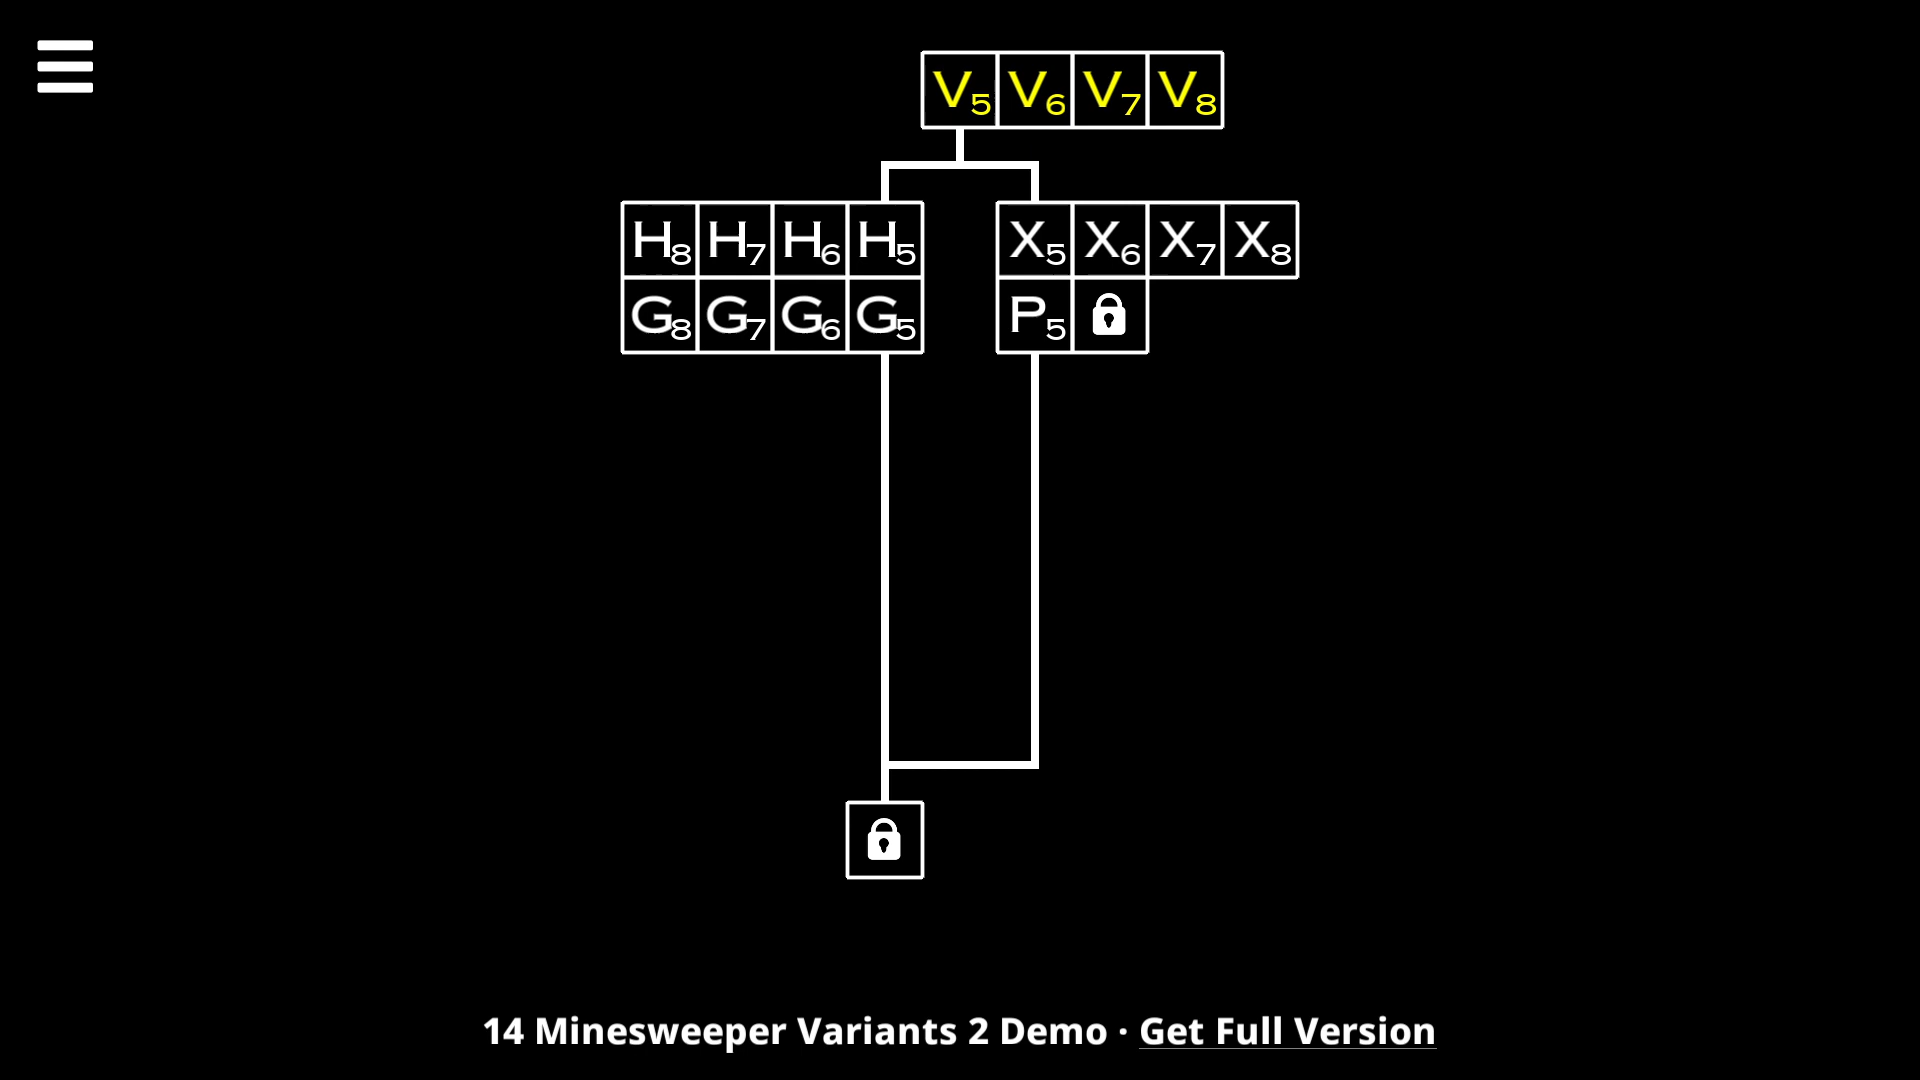 V5 V6 V7 V8
H8 H7 H6 H5 X5 X6 X7 X8
G8 G7 G6 G5 P5
14 Minesweeper Variants 2 Demo · Get Full Version